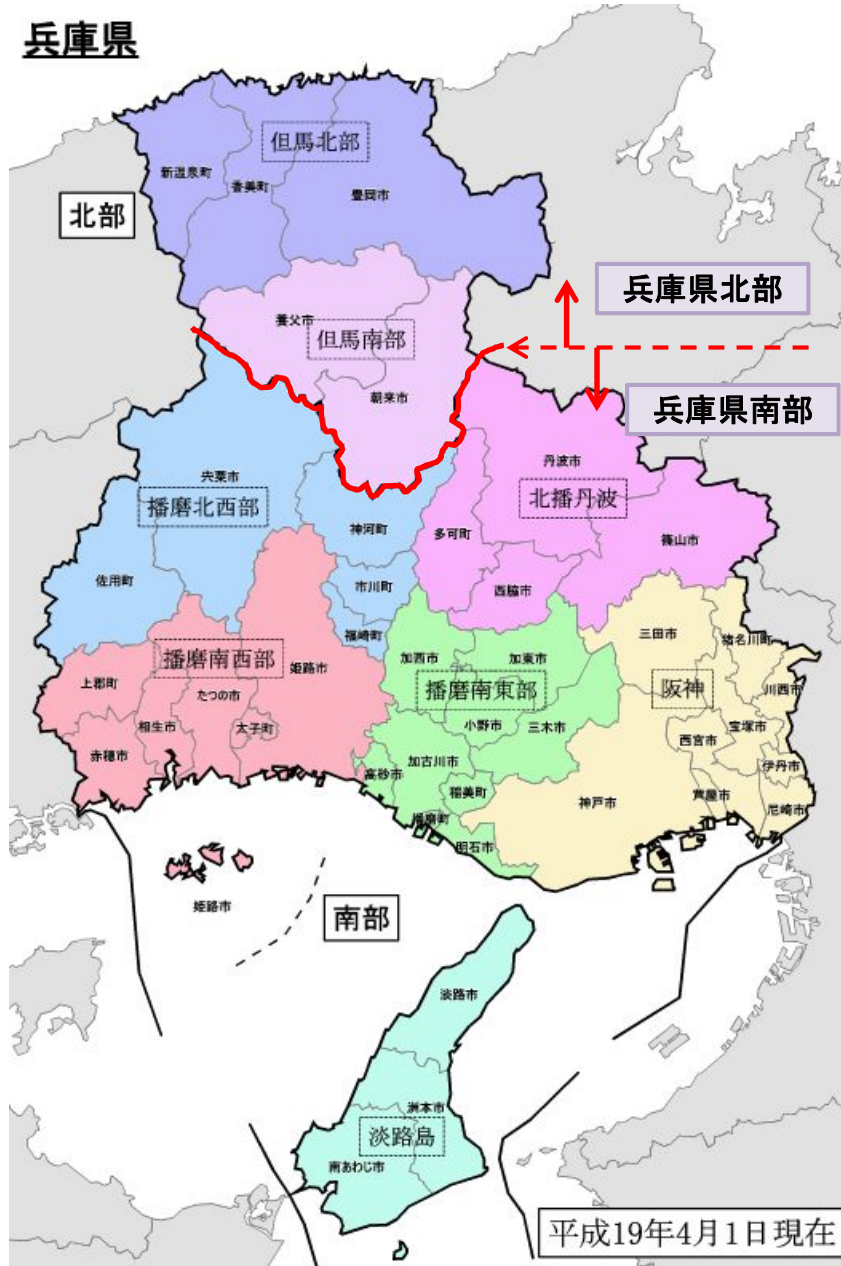 兵庫県
但馬北部
新温泉町
香美町
豊岡市
北部
兵庫県北部
養父市
但馬南部
朝来市
兵庫県南部
宍粟市
丹波市
播磨北西部
北播丹波
神河町
多可町
篠山市
佐用町
市川町
西脇市
福崎町
加西市
加東市
三田市
猪名川町
播磨南西部
姫路市
播磨南東部
阪神
上郡町
たつの市
川西市
相生市
太子町
小野市
三木市
西宮市
宝塚市
赤穂市
加古川市
高砂市
伊丹市
稲美町
神戸市
芦屋市
尼崎市
播磨町
明石市
姫路市
南部
淡路市
洲本市
淡路島
南あわじ市
平成19年4月1日現在